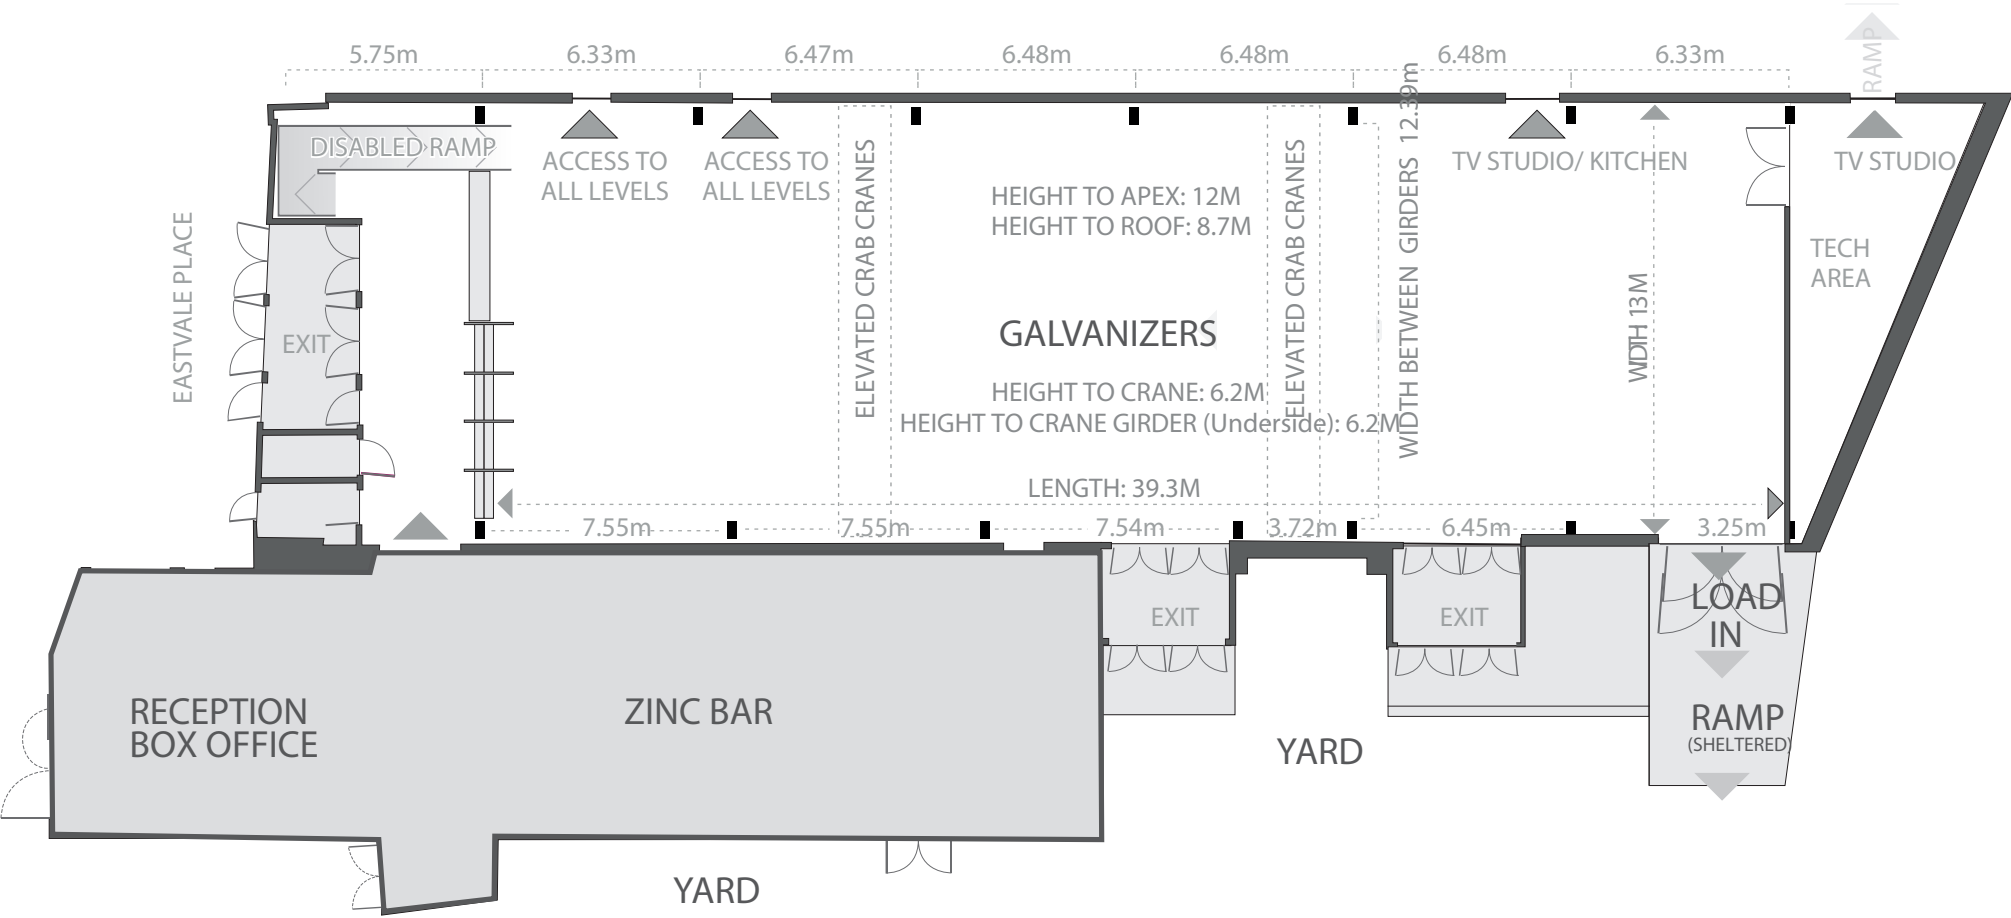 5.75m
6.33m
6.47m
6.48m
6.48m
6.48m
6.33m
RAMP
DISABLED RAMP
ACCESS TO
ALL LEVELS
ACCESS TO
ALL LEVELS
ELEVATED CRAB CRANES
HEIGHT TO APEX: 12M
HEIGHT TO ROOF: 8.7M
ELEVATED CRAB CRANES
WIDTH BETWEEN GIRDERS 12.39m
TV STUDIO/ KITCHEN
TV STUDIO
EASTVALE PLACE
EXIT
GALVANIZERS
WIDTH 13M
TECH
AREA
HEIGHT TO CRANE: 6.2M
HEIGHT TO CRANE GIRDER (Underside): 6.2M
LENGTH: 39.3M
7.55m
7.55m
7.54m
3.72m
6.45m
3.25m
EXIT
EXIT
LOAD
IN
RECEPTION
BOX OFFICE
ZINC BAR
YARD
RAMP
(SHELTERED)
YARD